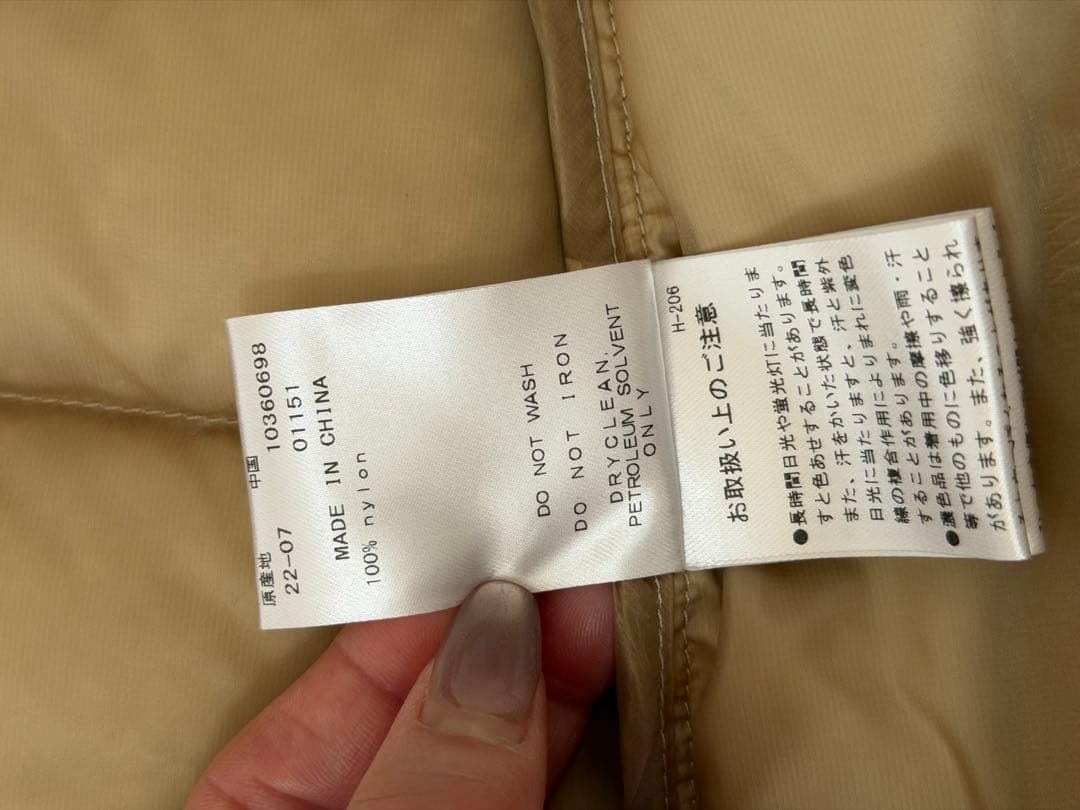 原産地 中国
22-07 10360698
01151
MADE IN CHINA
100% nylon
DO NOT WASH
DO NOT IRON
DRYCLEAN,
PETROLEUM SOLVENT
ONLY
H-206
お取扱い上のご注意
●長時間日光や蛍光灯に当たりま
すと色あせすることがあります。
また、汗をかいた状態で長時間
日光に当たりますと、汗と紫外
線の複合作用によりまれに変色
することがあります。
●濃色品は着用中の摩擦や雨・汗
等で他のものに色移りすること
があります。また、強く擦られ